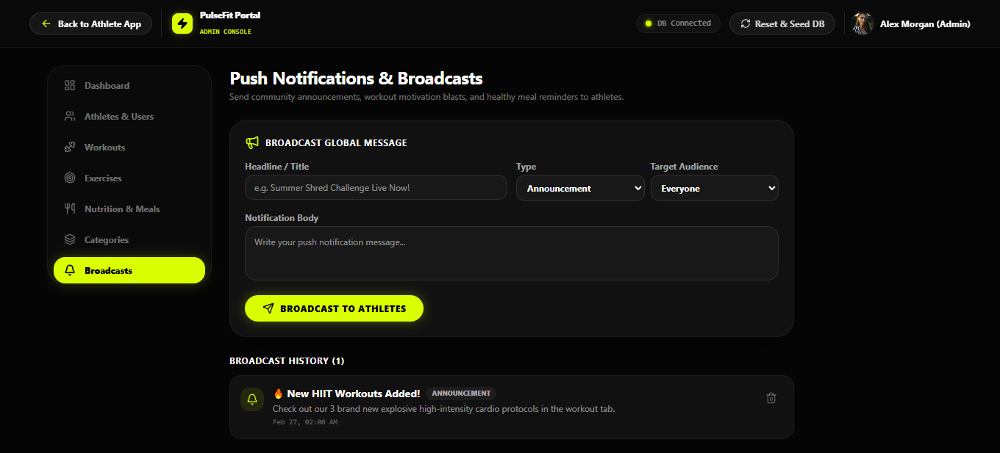 Back to Athlete App
PulseFit Portal
ADMIN CONSOLE
DB Connected
Reset & Seed DB
Alex Morgan (Admin)
Dashboard
Athletes & Users
Workouts
Exercises
Nutrition & Meals
Categories
Broadcasts
Push Notifications & Broadcasts
Send community announcements, workout motivation blasts, and healthy meal reminders to athletes.
BROADCAST GLOBAL MESSAGE
Headline / Title
Type
Target Audience
e.g. Summer Shred Challenge Live Now!
Announcement
Everyone
Notification Body
Write your push notification message...
BROADCAST TO ATHLETES
BROADCAST HISTORY (1)
🔥 New HIIT Workouts Added!
ANNOUNCEMENT
Check out our 3 brand new explosive high-intensity cardio protocols in the workout tab.
Feb 27, 02:00 AM